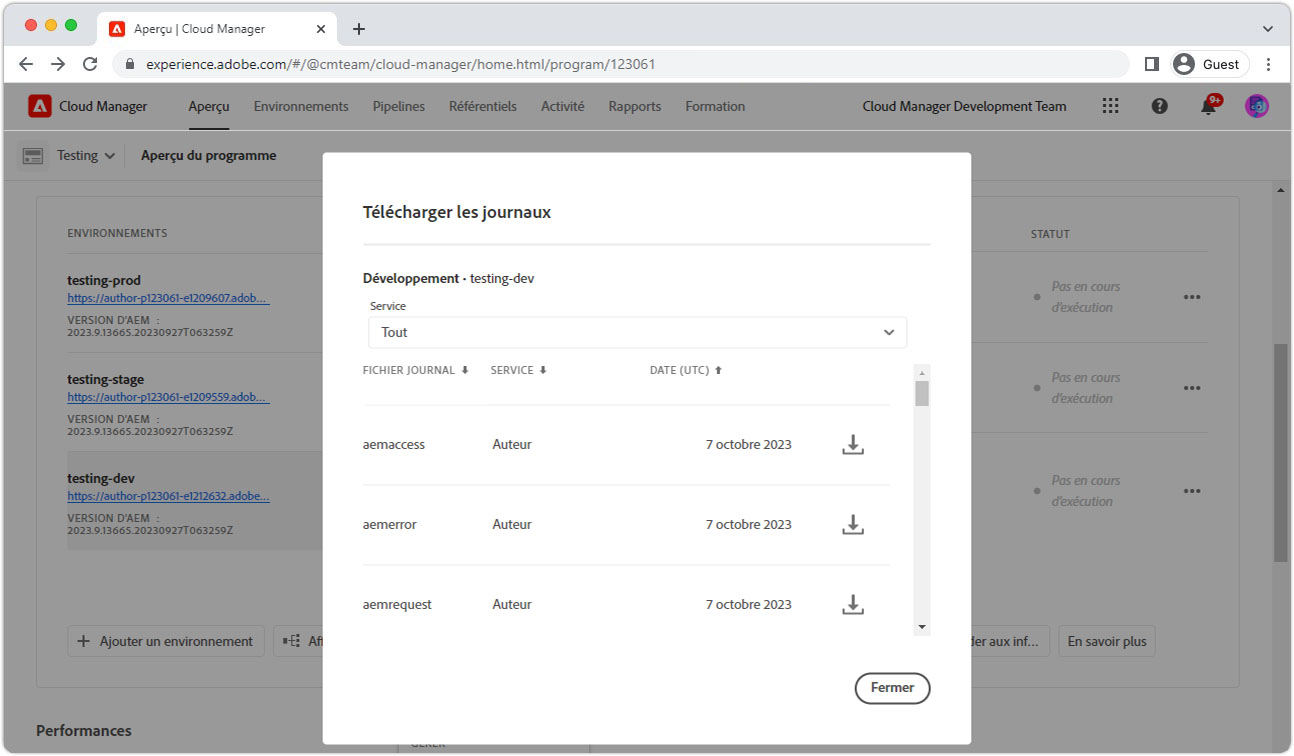 Aperçu | Cloud Manager
experience.adobe.com/#/@cmteam/cloud-manager/home.html/program/123061
Guest
Cloud Manager
Aperçu
Environnements
Pipelines
Référentiels
Activité
Rapports
Formation
Cloud Manager Development Team
9+
Testing
Aperçu du programme
ENVIRONNEMENTS
STATUT
testing-prod
https://author-p123061-e1209607.adob...
VERSION D'AEM :
2023.9.13665.20230927T063259Z
Pas en cours
d'exécution
testing-stage
https://author-p123061-e1209559.adob...
VERSION D'AEM :
2023.9.13665.20230927T063259Z
Pas en cours
d'exécution
testing-dev
https://author-p123061-e1212632.adobe...
VERSION D'AEM :
2023.9.13665.20230927T063259Z
Pas en cours
d'exécution
Ajouter un environnement
Aff
der aux inf...
En savoir plus
Performances
GÉRER
Télécharger les journaux
Développement · testing-dev
Service
Tout
FICHIER JOURNAL
SERVICE
DATE (UTC)
aemaccess Auteur 7 octobre 2023
aemerror Auteur 7 octobre 2023
aemrequest Auteur 7 octobre 2023
Fermer